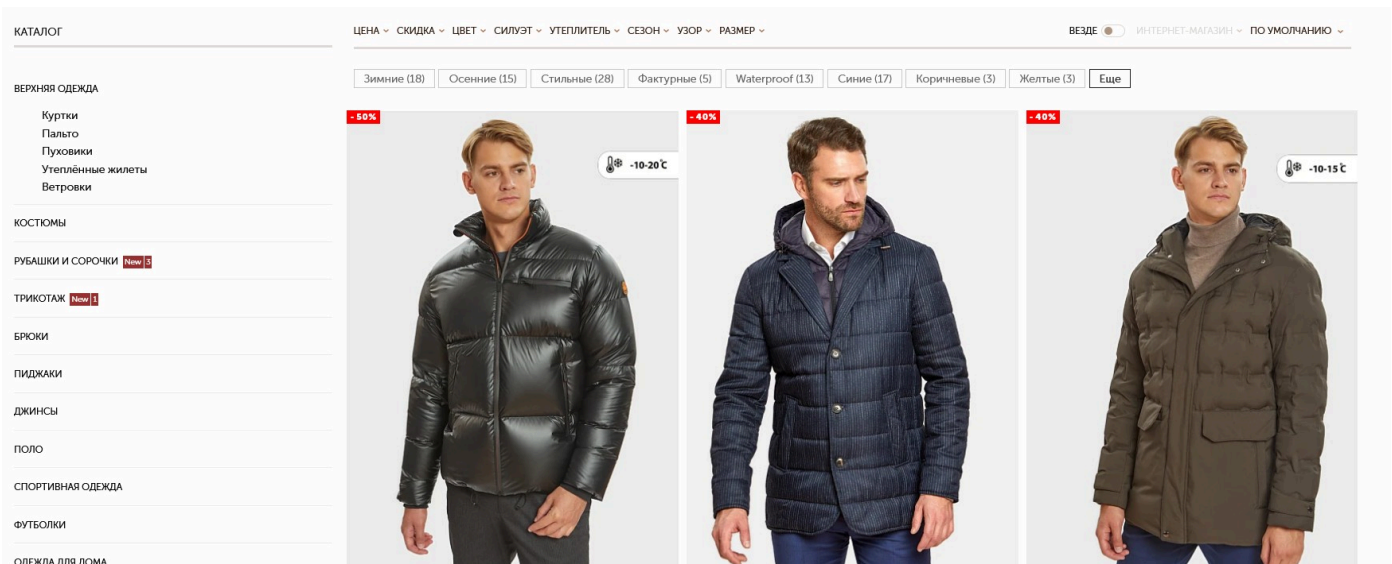 КАТАЛОГ
ЦЕНА СКИДКА ЦВЕТ СИЛУЭТ УТЕПЛИТЕЛЬ СЕЗОН УЗОР РАЗМЕР
ВЕЗДЕ ИНТЕРНЕТ-МАГАЗИН ПО УМОЛЧАНИЮ
Зимние (18) Осенние (15) Стильные (28) Фактурные (5) Waterproof (13) Синие (17) Коричневые (3) Желтые (3) Еще
ВЕРХНЯЯ ОДЕЖДА
Куртки
Пальто
Пуховики
Утеплённые жилеты
Ветровки
КОСТЮМЫ
РУБАШКИ И СОРОЧКИ New 3
ТРИКОТАЖ New 1
БРЮКИ
ПИДЖАКИ
ДЖИНСЫ
ПОЛО
СПОРТИВНАЯ ОДЕЖДА
ФУТБОЛКИ
ОДЕЖДА ДЛЯ ДОМА
- 50%
-10-20℃
- 40%
- 40%
-10-15℃